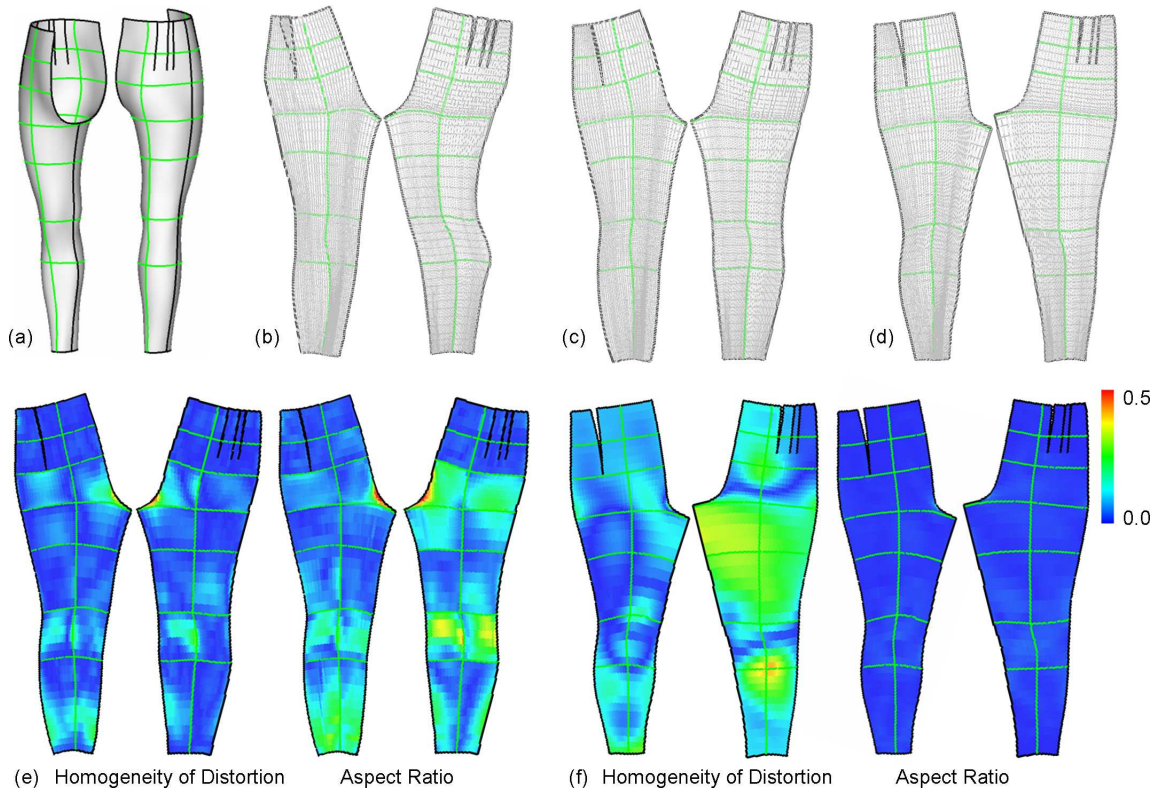 (a)
(b)
(c)
(d)
0.5
0.0
(e) Homogeneity of Distortion Aspect Ratio
(f) Homogeneity of Distortion Aspect Ratio